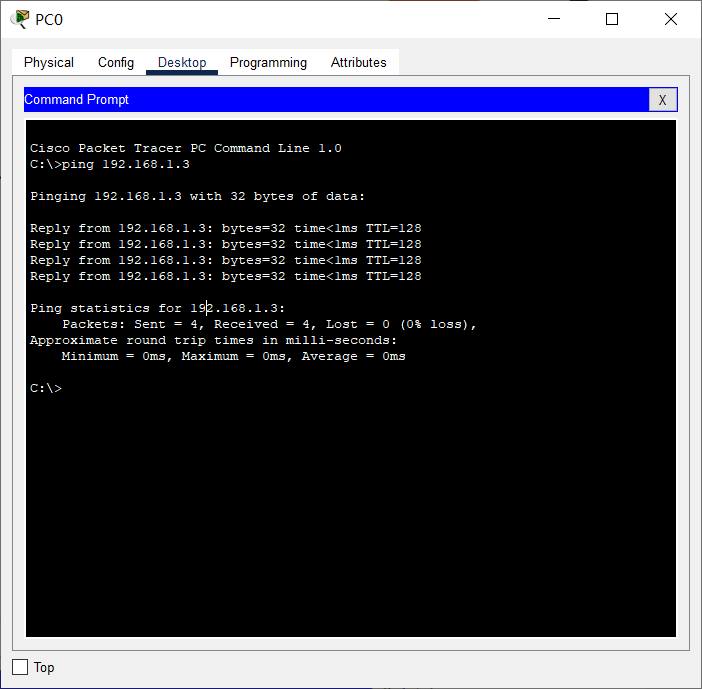 PC0
Physical Config Desktop Programming Attributes
Command Prompt X
Cisco Packet Tracer PC Command Line 1.0
C:\>ping 192.168.1.3
Pinging 192.168.1.3 with 32 bytes of data:
Reply from 192.168.1.3: bytes=32 time<1ms TTL=128
Reply from 192.168.1.3: bytes=32 time<1ms TTL=128
Reply from 192.168.1.3: bytes=32 time<1ms TTL=128
Reply from 192.168.1.3: bytes=32 time<1ms TTL=128
Ping statistics for 192.168.1.3:
Packets: Sent = 4, Received = 4, Lost = 0 (0% loss),
Approximate round trip times in milli-seconds:
Minimum = 0ms, Maximum = 0ms, Average = 0ms
C:\>
Top